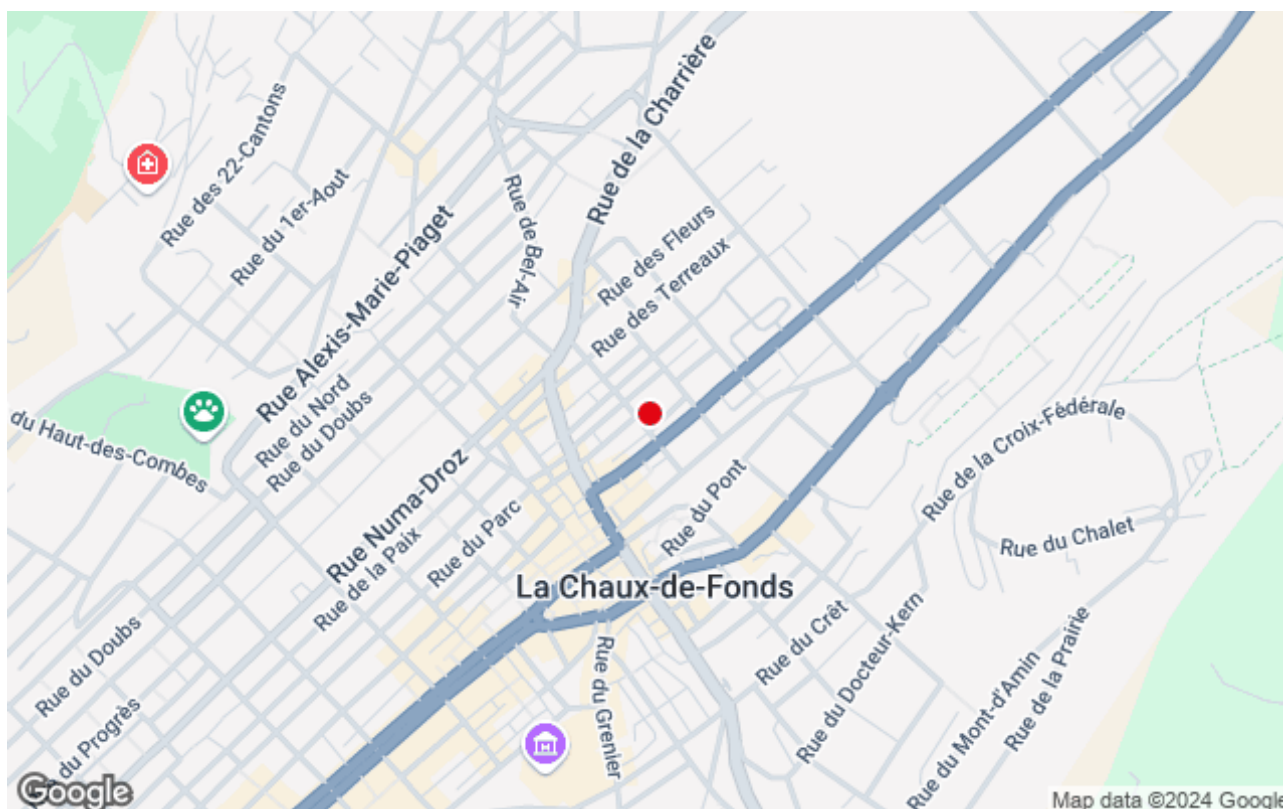 Rue de la Charrière
Rue des 22-Cantons
Rue du 1er-Aout
Rue de Bel-Air
Rue des Fleurs
Rue des Terreaux
Rue Alexis-Marie-Piaget
Rue du Nord
Rue du Doubs
du Haut-des-Combes
Rue de la Croix-Fédérale
Rue Numa-Droz
Rue du Parc
Rue de la Paix
Rue du Pont
Rue du Chalet
La Chaux-de-Fonds
Rue du Doubs
Rue du Crêt
Rue du Docteur-Kern
Rue du Grenier
Rue du Mont-d'Amin
Rue de la Prairie
du Progrès
Google
Map data ©2024 Google